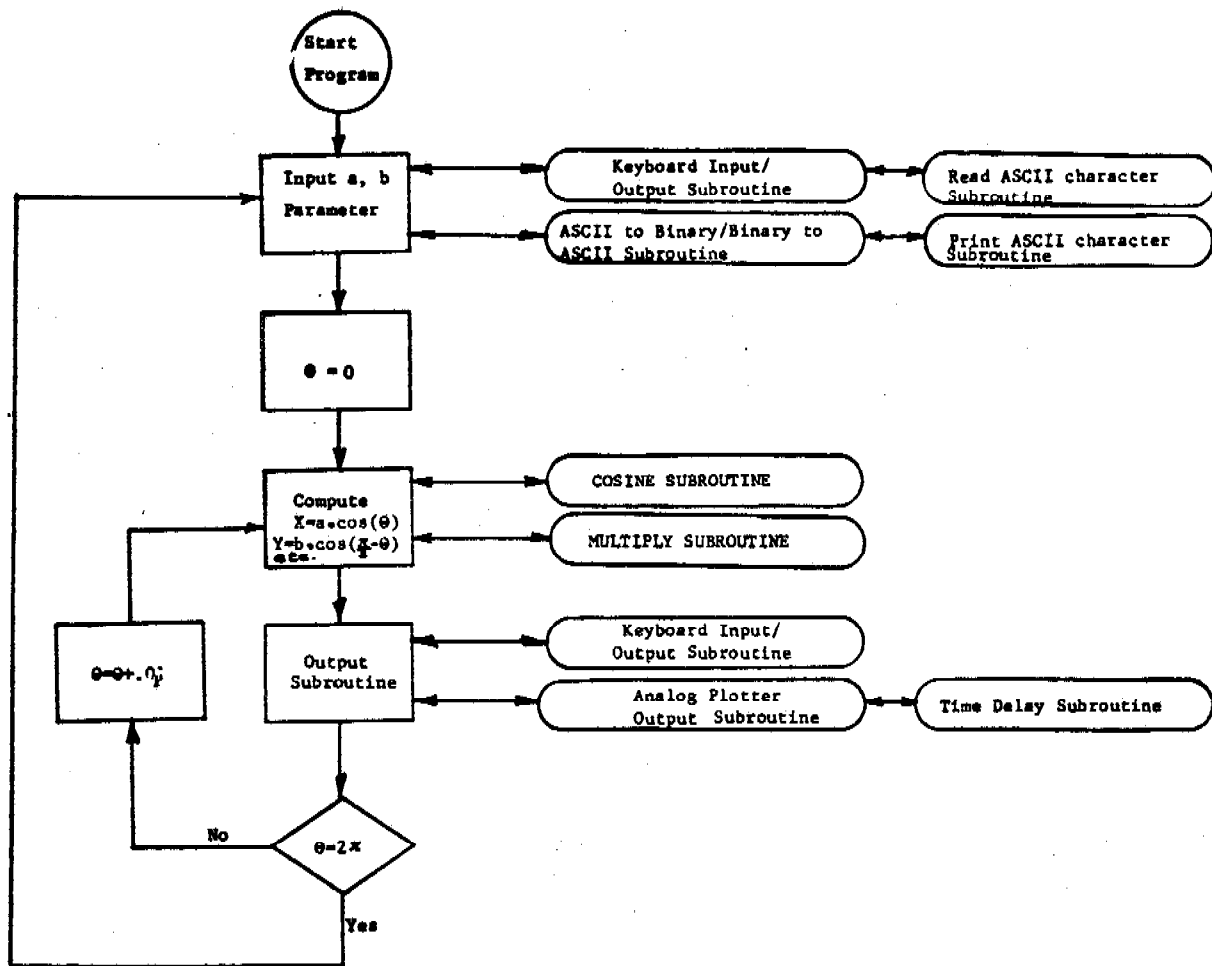 Start
Program
Input a, b
Parameter
Keyboard Input/
Output Subroutine
Read ASCII character
Subroutine
ASCII to Binary/Binary to
ASCII Subroutine
Print ASCII character
Subroutine
θ = 0
Compute
X=a*cos(θ)
Y=b*cos(
-θ)
COSINE SUBROUTINE
MULTIPLY SUBROUTINE
Output
Subroutine
Keyboard Input/
Output Subroutine
Analog Plotter
Output Subroutine
Time Delay Subroutine
θ=2π
No
Yes